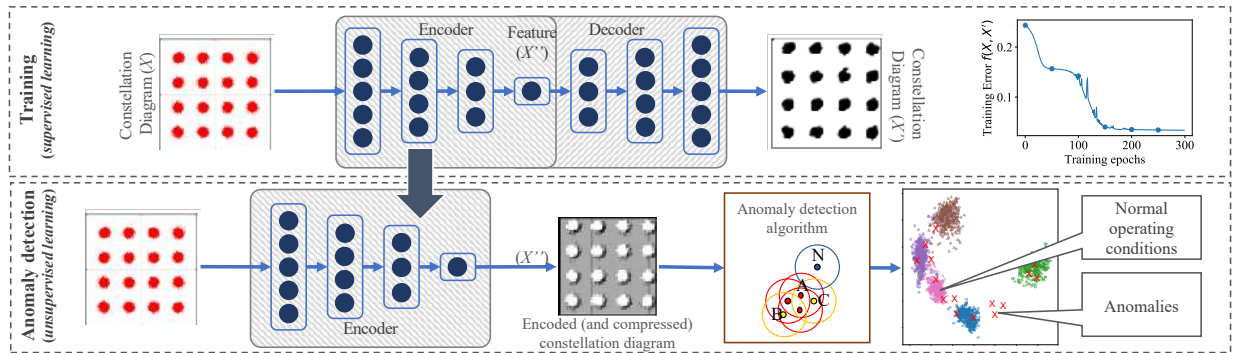 Training
(supervised learning)
Constellation
Diagram (X)
Encoder
Feature
(X’’)
Decoder
Constellation
Diagram (X’)
Training Error f(X, X’)
0.2
0.1
0
100
200
300
Training epochs
Anomaly detection
(unsupervised learning)
Encoder
(X’’)
Encoded (and compressed)
constellation diagram
Anomaly detection
algorithm
N
A
C
B
X X X X X X X X X X X X X X X
Normal
operating
conditions
Anomalies